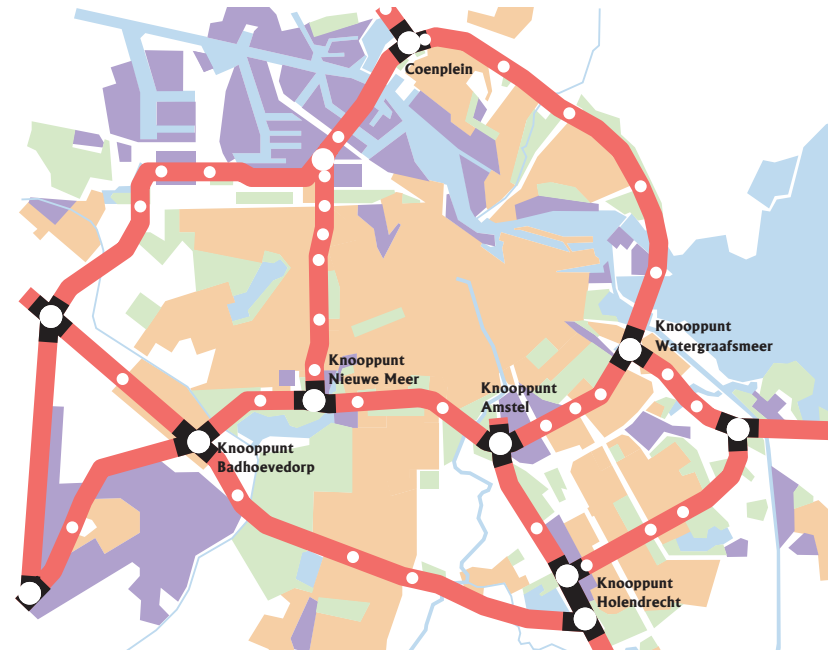 Coenplein
Knooppunt
Watergraafsmeer
Knooppunt
Nieuwe Meer
Knooppunt
Amstel
Knooppunt
Badhoevedorp
Knooppunt
Holendrecht